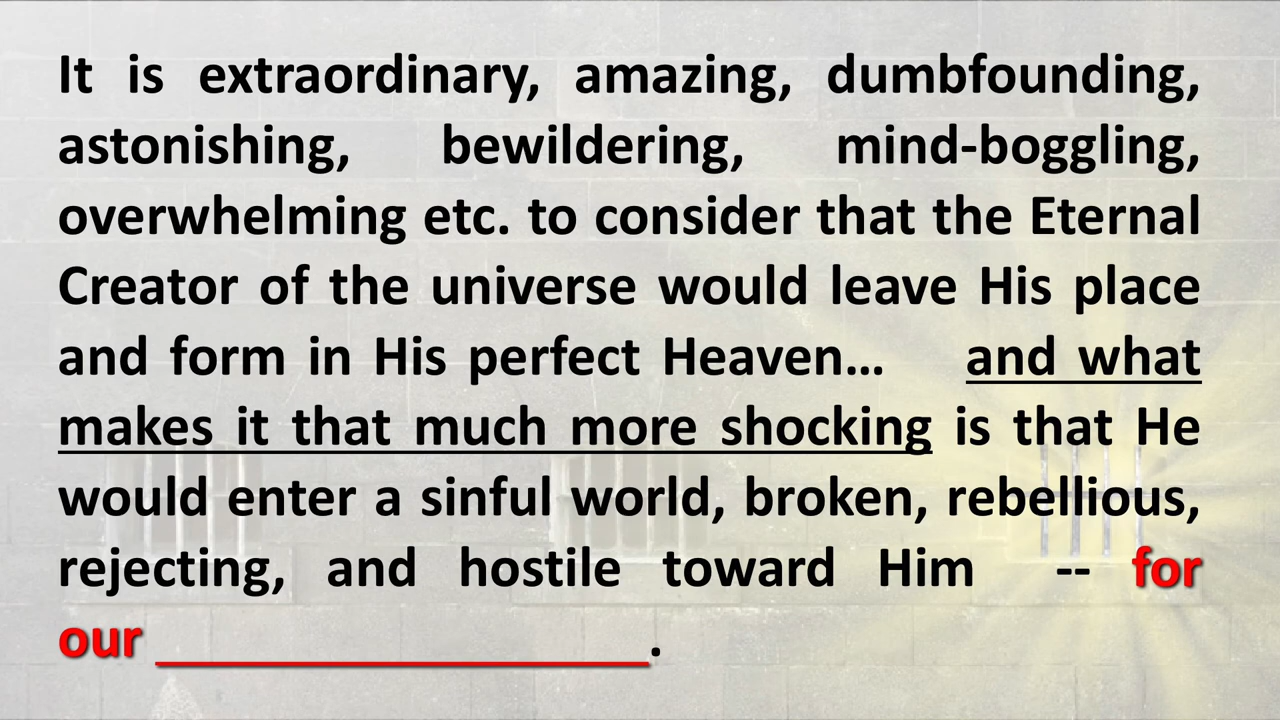 It is extraordinary, amazing, dumbfounding,
astonishing, bewildering, mind-boggling,
overwhelming etc. to consider that the Eternal
Creator of the universe would leave His place
and form in His perfect Heaven… and what
makes it that much more shocking is that He
would enter a sinful world, broken, rebellious,
rejecting, and hostile toward Him -- for
our _________________.